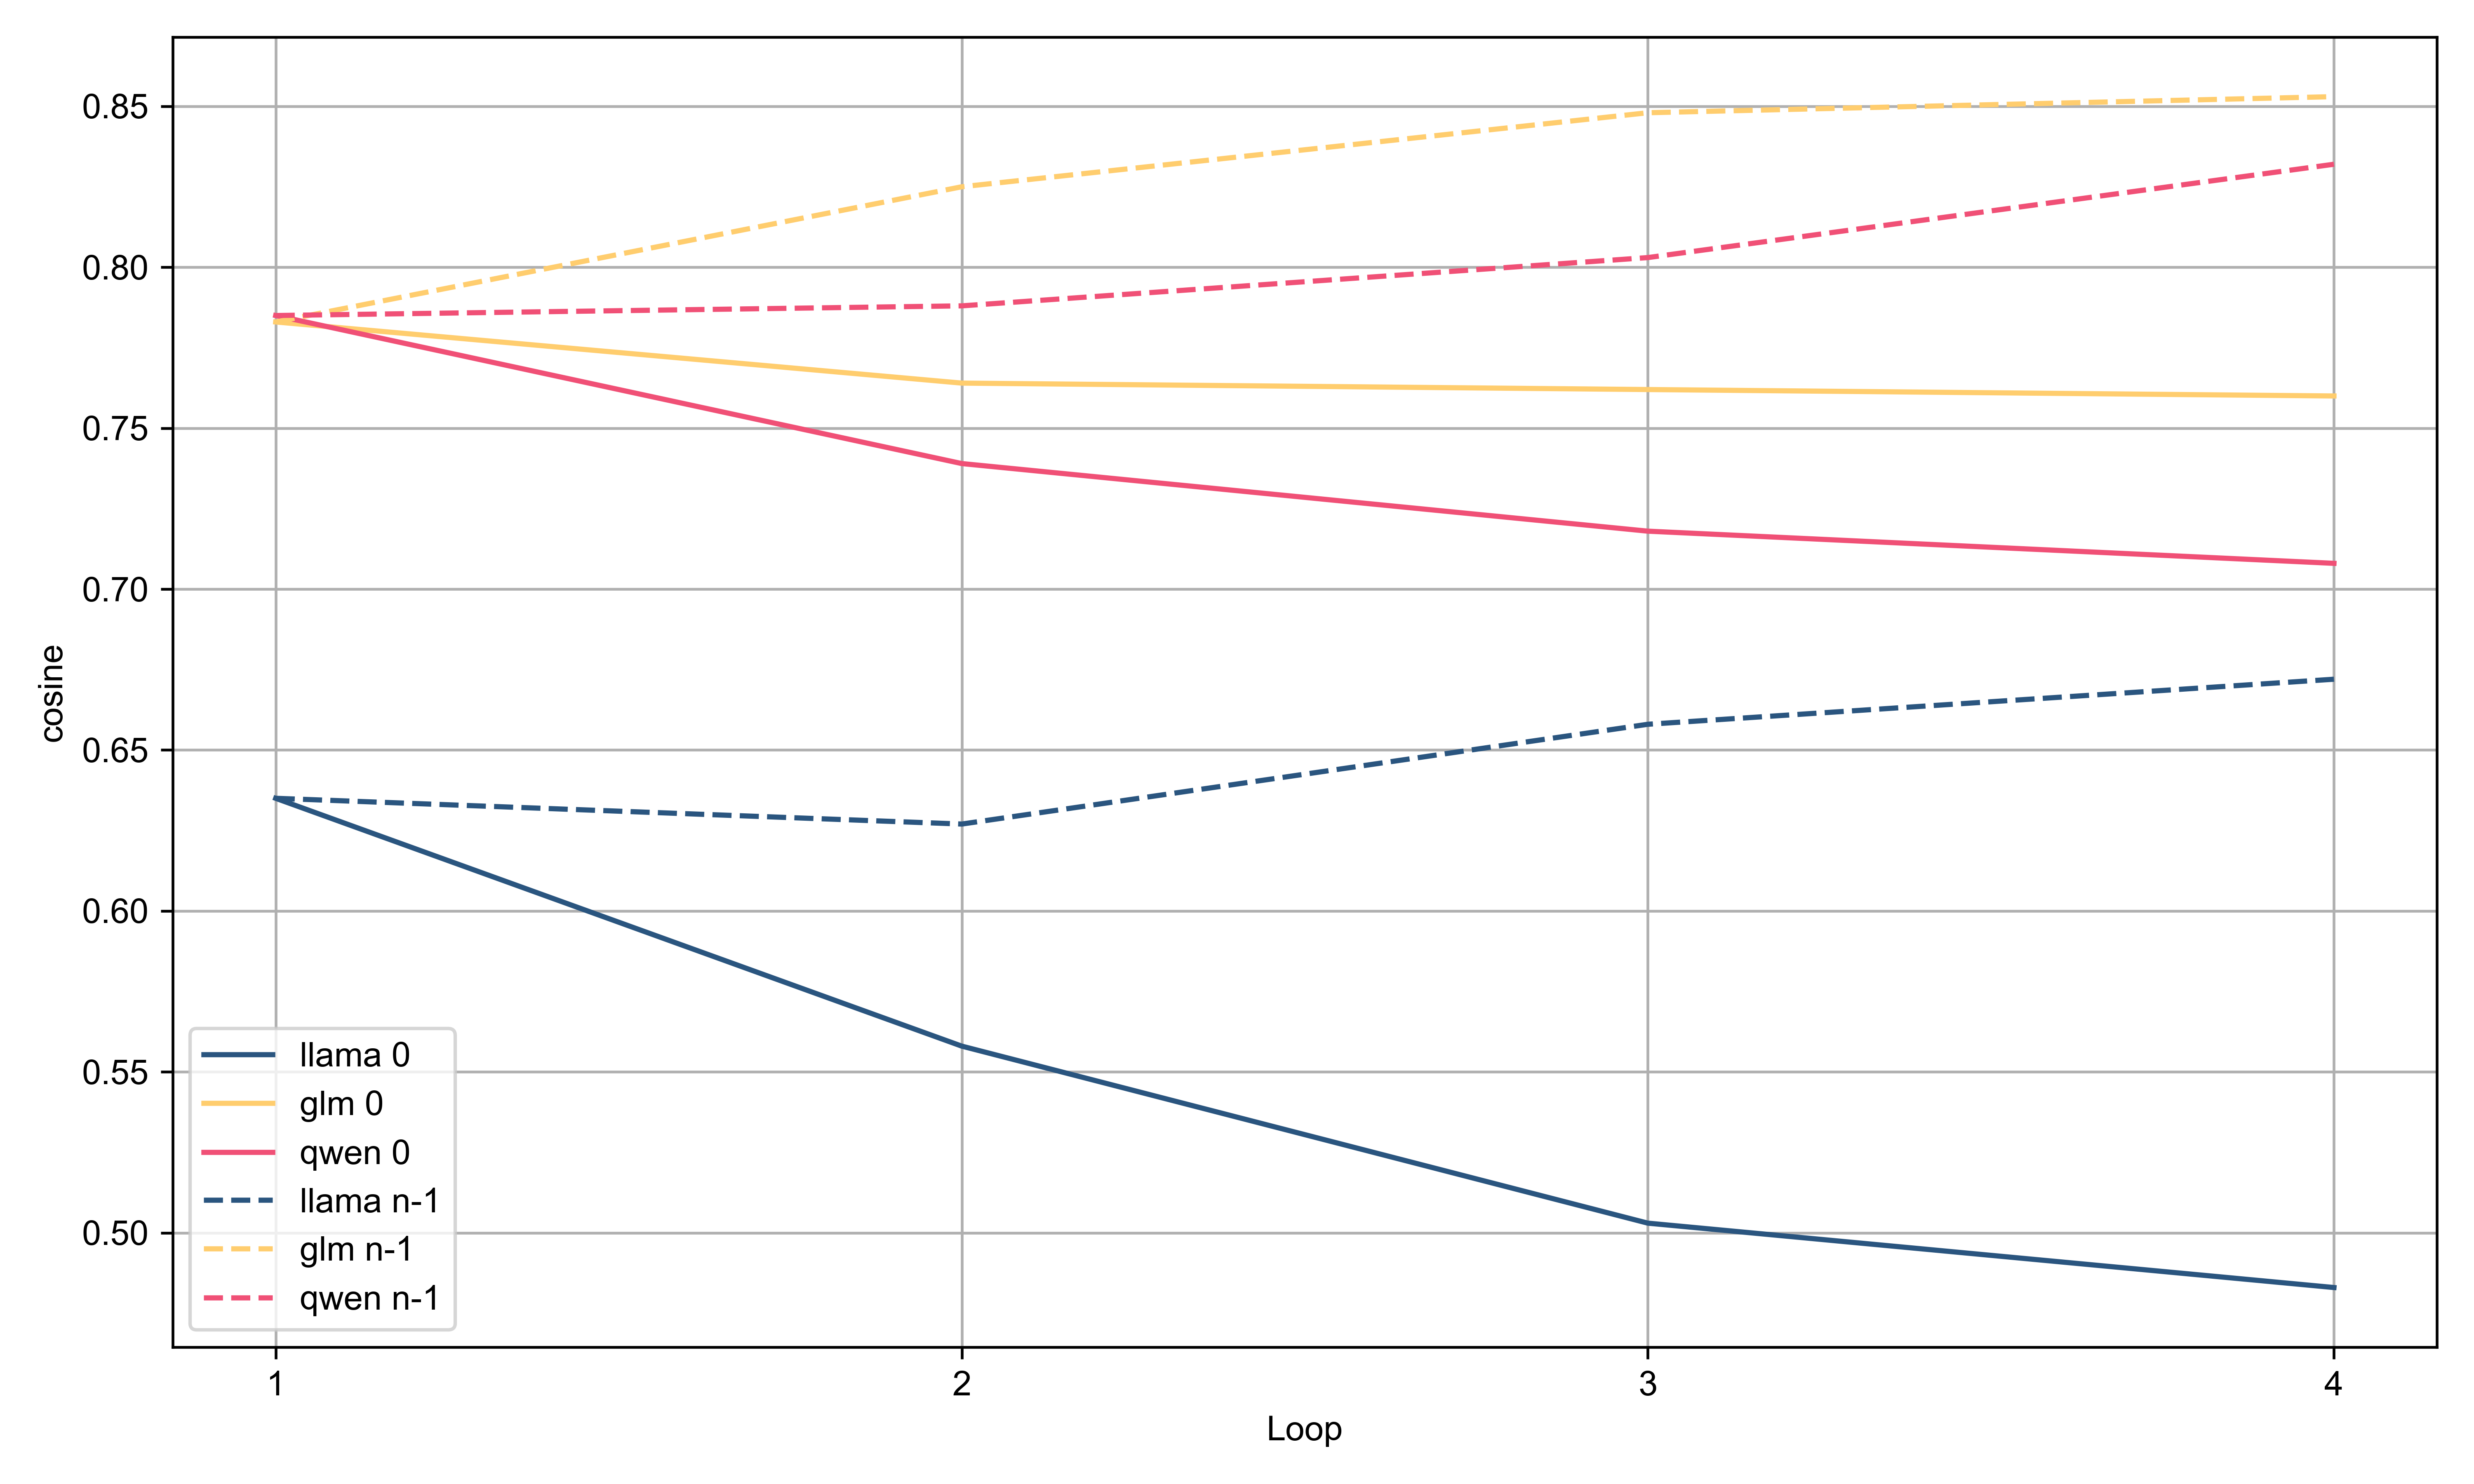 0.85
0.80
0.75
0.70
0.65
0.60
0.55
0.50
cosine
llama 0
glm 0
qwen 0
llama n-1
glm n-1
qwen n-1
1 2 3 4
Loop